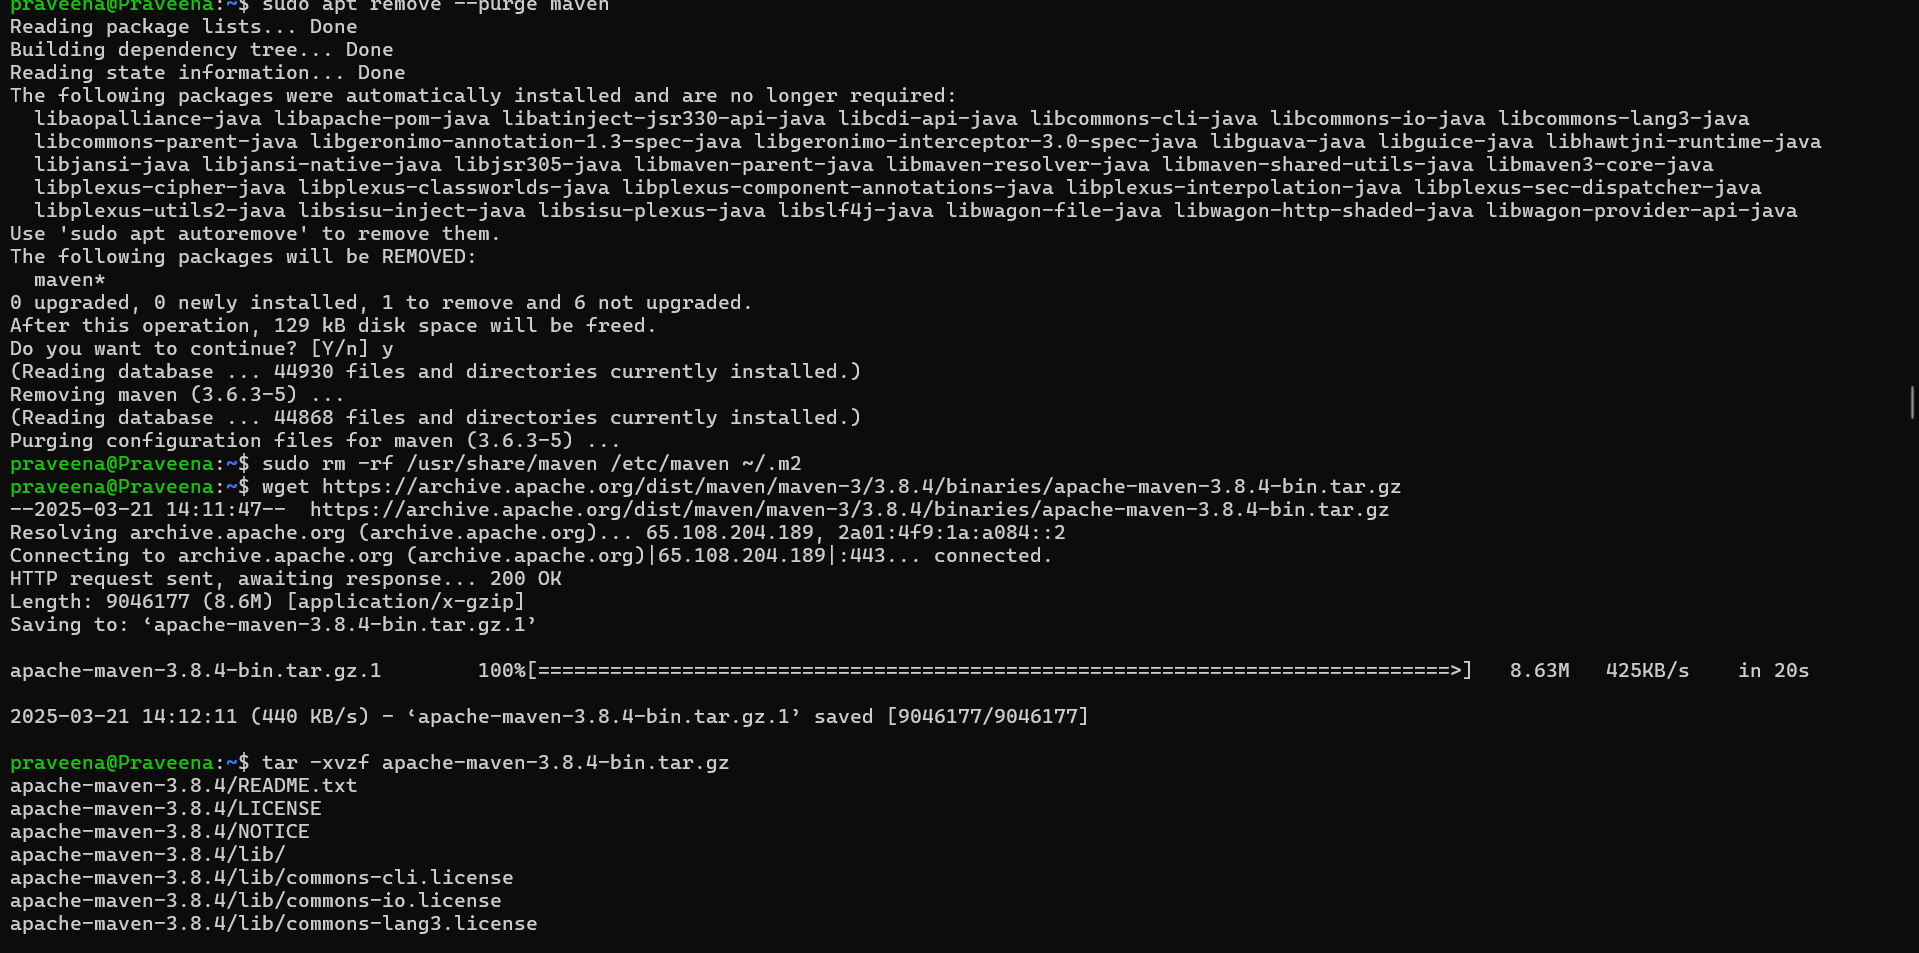 praveena@Praveena:~$ sudo apt remove --purge maven
Reading package lists... Done
Building dependency tree... Done
Reading state information... Done
The following packages were automatically installed and are no longer required:
  libaopalliance-java libapache-pom-java libatinject-jsr330-api-java libcdi-api-java libcommons-cli-java libcommons-io-java libcommons-lang3-java
  libcommons-parent-java libgeronimo-annotation-1.3-spec-java libgeronimo-interceptor-3.0-spec-java libguava-java libguice-java libhawtjni-runtime-java
  libjansi-java libjansi-native-java libjsr305-java libmaven-parent-java libmaven-resolver-java libmaven-shared-utils-java libmaven3-core-java
  libplexus-cipher-java libplexus-classworlds-java libplexus-component-annotations-java libplexus-interpolation-java libplexus-sec-dispatcher-java
  libplexus-utils2-java libsisu-inject-java libsisu-plexus-java libslf4j-java libwagon-file-java libwagon-http-shaded-java libwagon-provider-api-java
Use 'sudo apt autoremove' to remove them.
The following packages will be REMOVED:
  maven*
0 upgraded, 0 newly installed, 1 to remove and 6 not upgraded.
After this operation, 129 kB disk space will be freed.
Do you want to continue? [Y/n] y
(Reading database ... 44930 files and directories currently installed.)
Removing maven (3.6.3-5) ...
(Reading database ... 44868 files and directories currently installed.)
Purging configuration files for maven (3.6.3-5) ...
praveena@Praveena:~$ sudo rm -rf /usr/share/maven /etc/maven ~/.m2
praveena@Praveena:~$ wget https://archive.apache.org/dist/maven/maven-3/3.8.4/binaries/apache-maven-3.8.4-bin.tar.gz
--2025-03-21 14:11:47--  https://archive.apache.org/dist/maven/maven-3/3.8.4/binaries/apache-maven-3.8.4-bin.tar.gz
Resolving archive.apache.org (archive.apache.org)... 65.108.204.189, 2a01:4f9:1a:a084::2
Connecting to archive.apache.org (archive.apache.org)|65.108.204.189|:443... connected.
HTTP request sent, awaiting response... 200 OK
Length: 9046177 (8.6M) [application/x-gzip]
Saving to: ‘apache-maven-3.8.4-bin.tar.gz.1’
apache-maven-3.8.4-bin.tar.gz.1        100%[============================================================================>]   8.63M   425KB/s    in 20s
2025-03-21 14:12:11 (440 KB/s) - ‘apache-maven-3.8.4-bin.tar.gz.1’ saved [9046177/9046177]
praveena@Praveena:~$ tar -xvzf apache-maven-3.8.4-bin.tar.gz
apache-maven-3.8.4/README.txt
apache-maven-3.8.4/LICENSE
apache-maven-3.8.4/NOTICE
apache-maven-3.8.4/lib/
apache-maven-3.8.4/lib/commons-cli.license
apache-maven-3.8.4/lib/commons-io.license
apache-maven-3.8.4/lib/commons-lang3.license